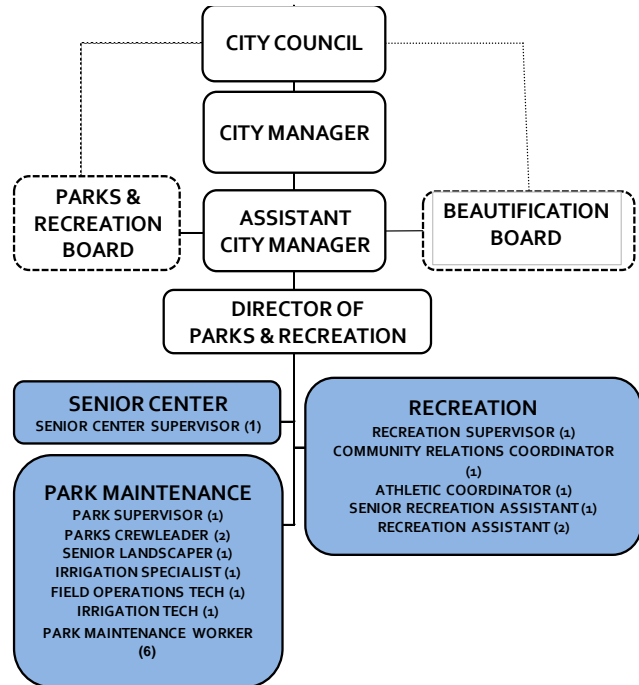 CITY COUNCIL
CITY MANAGER
PARKS &
RECREATION
BOARD
ASSISTANT
CITY MANAGER
BEAUTIFICATION
BOARD
DIRECTOR OF
PARKS & RECREATION
SENIOR CENTER
SENIOR CENTER SUPERVISOR (1)
RECREATION
RECREATION SUPERVISOR (1)
COMMUNITY RELATIONS COORDINATOR
(1)
ATHLETIC COORDINATOR (1)
SENIOR RECREATION ASSISTANT (1)
RECREATION ASSISTANT (2)
PARK MAINTENANCE
PARK SUPERVISOR (1)
PARKS CREWLEADER (2)
SENIOR LANDSCAPER (1)
IRRIGATION SPECIALIST (1)
FIELD OPERATIONS TECH (1)
IRRIGATION TECH (1)
PARK MAINTENANCE WORKER
(6)